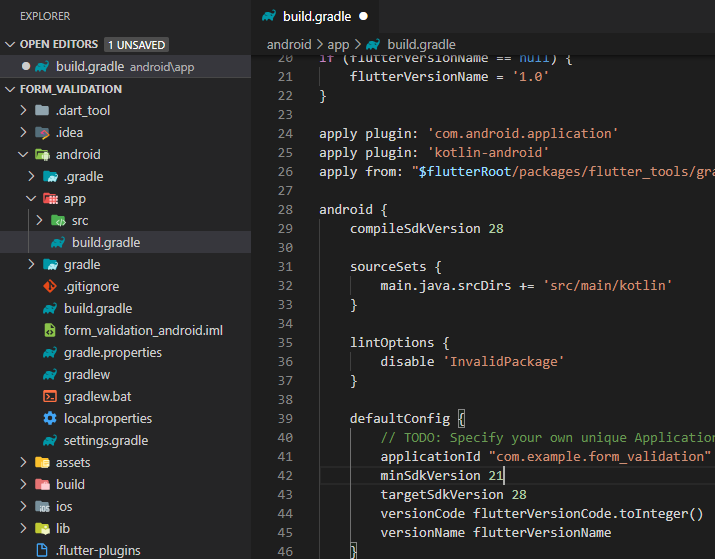 EXPLORER
OPEN EDITORS 1 UNSAVED
build.gradle android\app
FORM_VALIDATION
.dart_tool
.idea
android
.gradle
app
src
build.gradle
gradle
.gitignore
build.gradle
form_validation_android.iml
gradle.properties
gradlew
gradlew.bat
local.properties
settings.gradle
assets
build
ios
lib
.flutter-plugins
build.gradle
android > app > build.gradle
20 if (flutterVersionName == null) {
21 flutterVersionName = '1.0'
22 }
23
24 apply plugin: 'com.android.application'
25 apply plugin: 'kotlin-android'
26 apply from: "$flutterRoot/packages/flutter_tools/gra
27
28 android {
29 compileSdkVersion 28
30
31 sourceSets {
32 main.java.srcDirs += 'src/main/kotlin'
33 }
34
35 lintOptions {
36 disable 'InvalidPackage'
37 }
38
39 defaultConfig {
40 // TODO: Specify your own unique Application
41 applicationId "com.example.form_validation"
42 minSdkVersion 21
43 targetSdkVersion 28
44 versionCode flutterVersionCode.toInteger()
45 versionName flutterVersionName
46 }